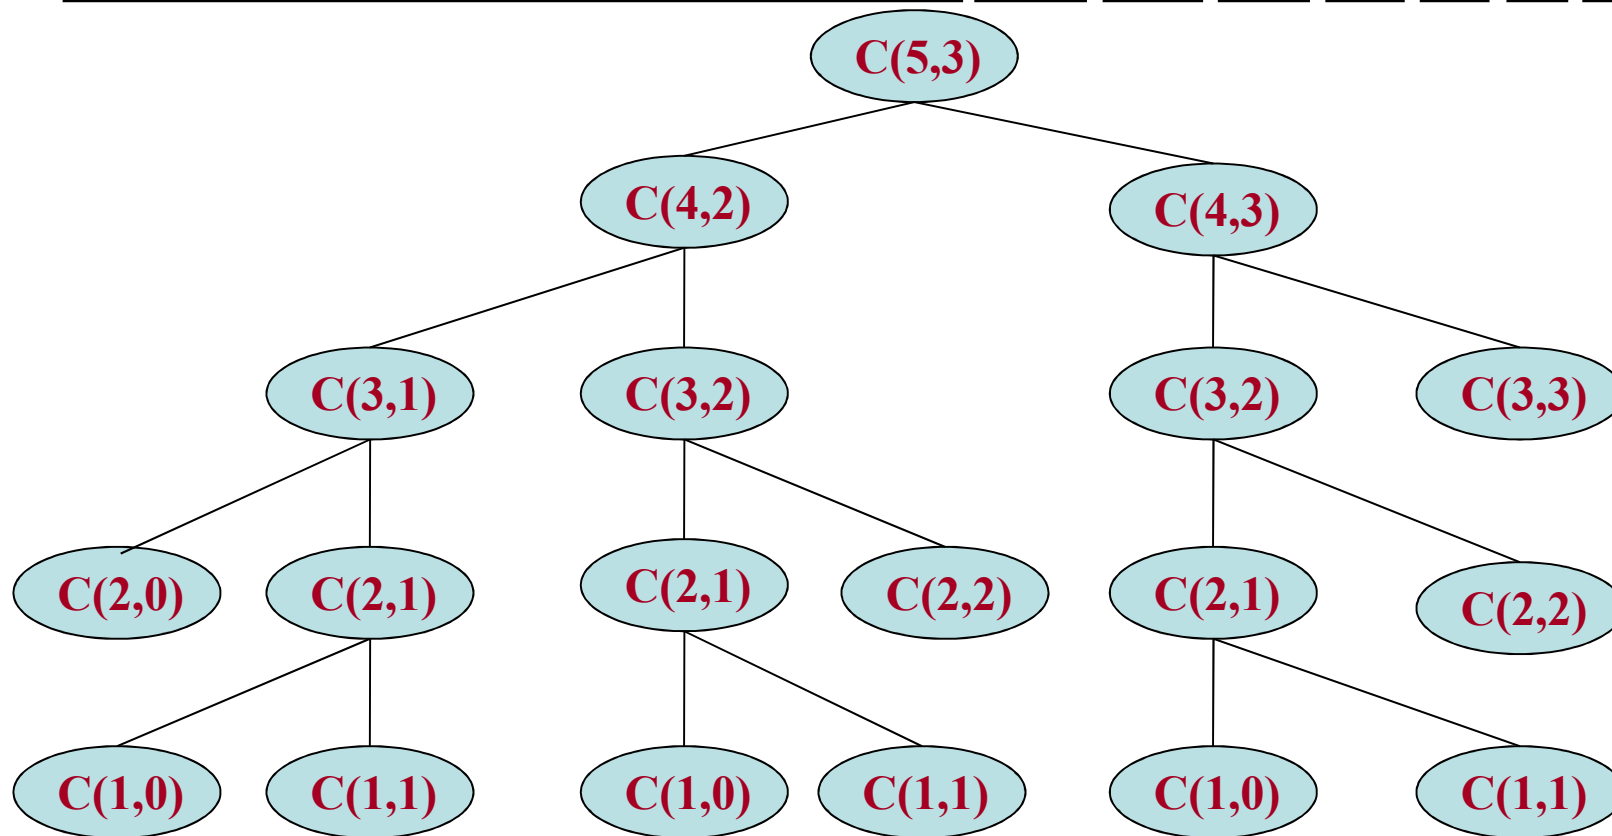 C(5,3)
C(4,2) C(4,3)
C(3,1) C(3,2) C(3,2) C(3,3)
C(2,0) C(2,1) C(2,1) C(2,2) C(2,1) C(2,2)
C(1,0) C(1,1) C(1,0) C(1,1) C(1,0) C(1,1)